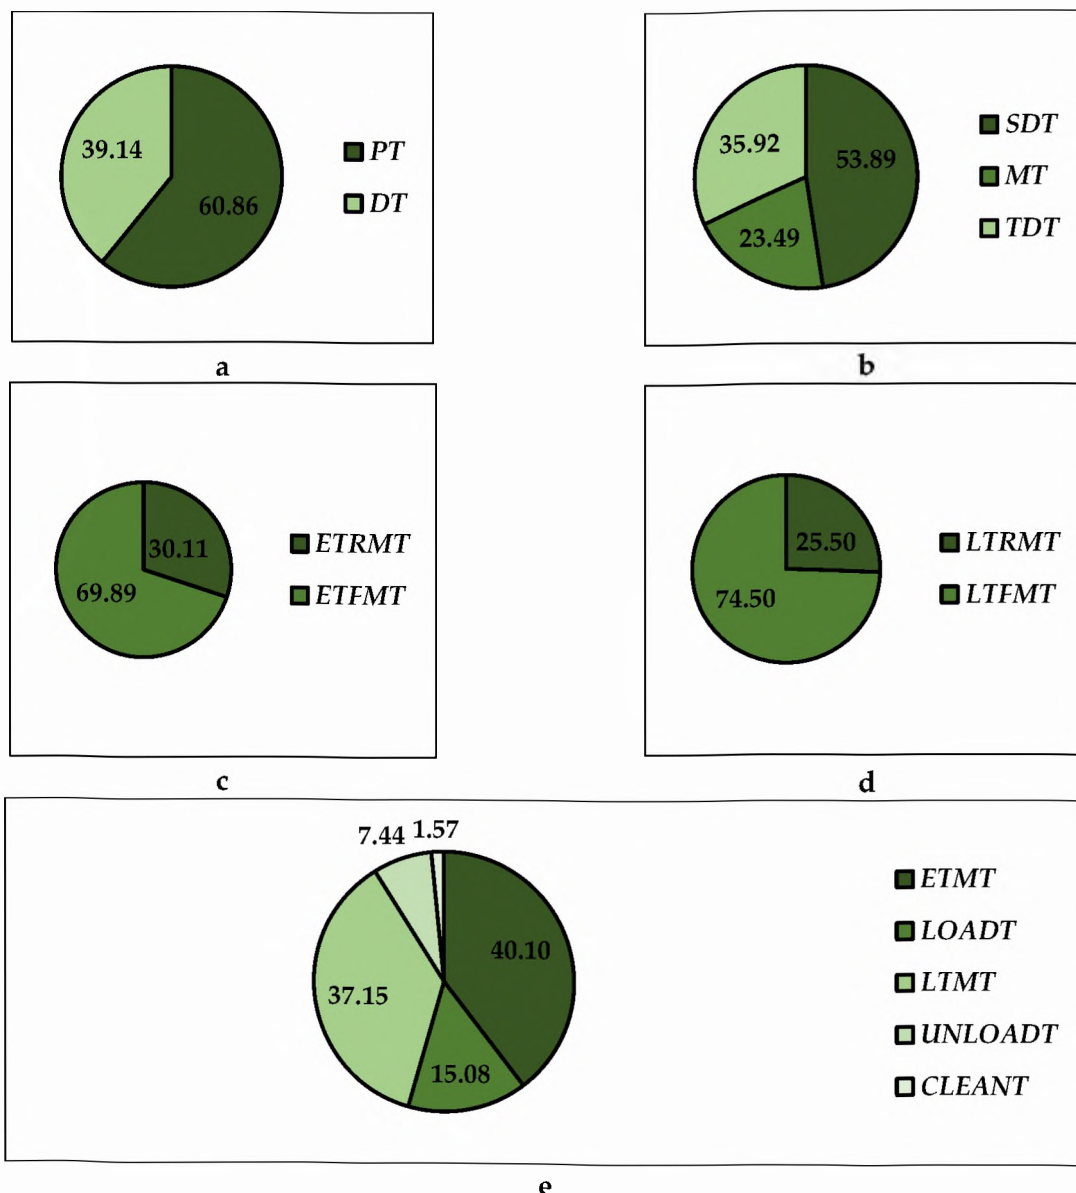 39.14
60.86
PT
DT
a
35.92
53.89
23.49
SDT
MT
TDT
b
30.11
69.89
ETRMT
ETFMT
c
25.50
74.50
LTRMT
LTFMT
d
7.44 1.57
40.10
37.15
15.08
ETMT
LOADT
LTMT
UNLOADT
CLEANT
e